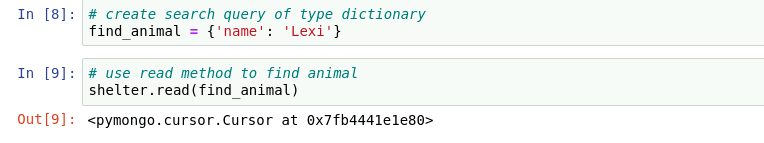 In [8]: # create search query of type dictionary
find_animal = {'name': 'Lexi'}
In [9]: # use read method to find animal
shelter.read(find_animal)
Out[9]: <pymongo.cursor.Cursor at 0x7fb4441e1e80>